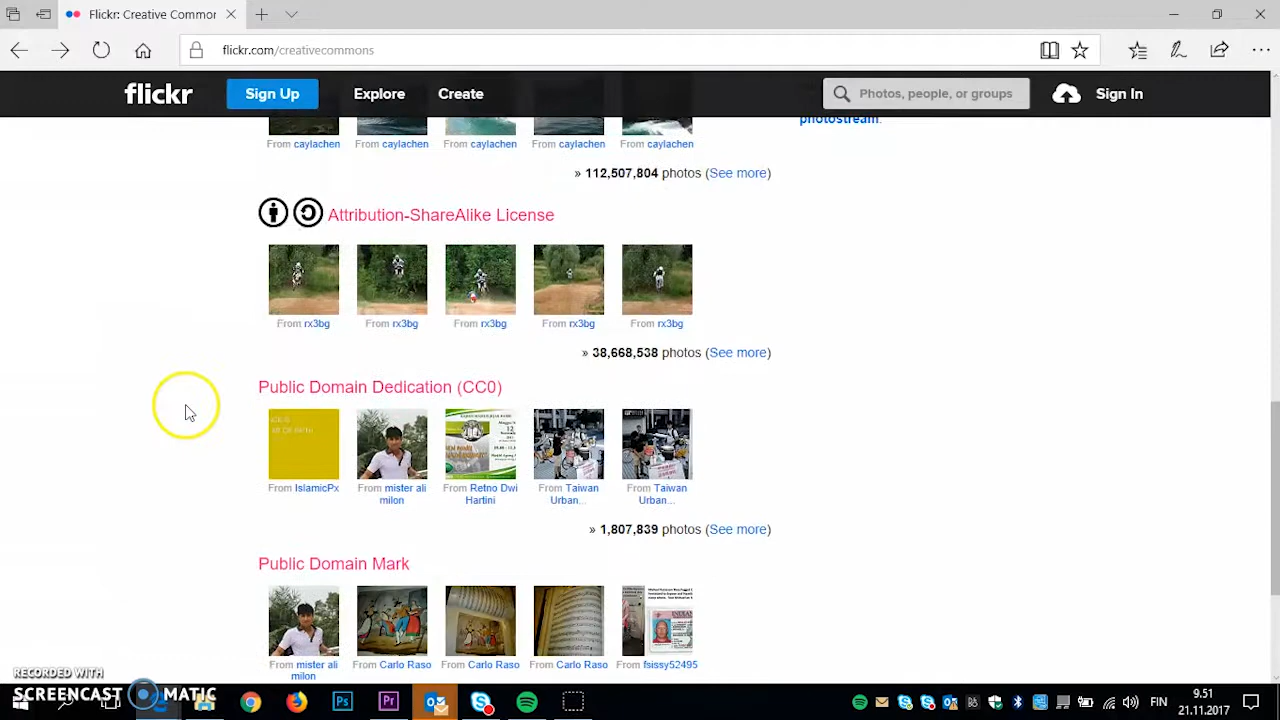 Flickr: Creative Commo
flickr.com/creativecommons
flickr
Sign Up
Explore
Create
Photos, people, or groups
Sign In
photostream.
From caylachen
From caylachen
From caylachen
From caylachen
From caylachen
» 112,507,804 photos (See more)
Attribution-ShareAlike License
From rx3bg
From rx3bg
From rx3bg
From rx3bg
From rx3bg
» 38,668,538 photos (See more)
Public Domain Dedication (CC0)
From IslamicPx
From mister ali
milon
From Retno Dwi
Hartini
From Taiwan
Urban...
From Taiwan
Urban...
» 1,807,839 photos (See more)
Public Domain Mark
From mister ali
milon
From Carlo Raso
From Carlo Raso
From Carlo Raso
From fsissy52495
RECORDED WITH
SCREENCAST MATIC
Ps
Pr
FIN
9.51
21.11.2017